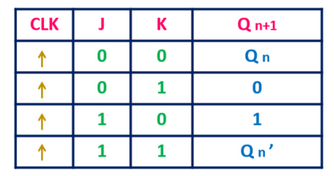 CLK J K Q n+1
↑ 0 0 Q n
↑ 0 1 0
↑ 1 0 1
↑ 1 1 Q n’